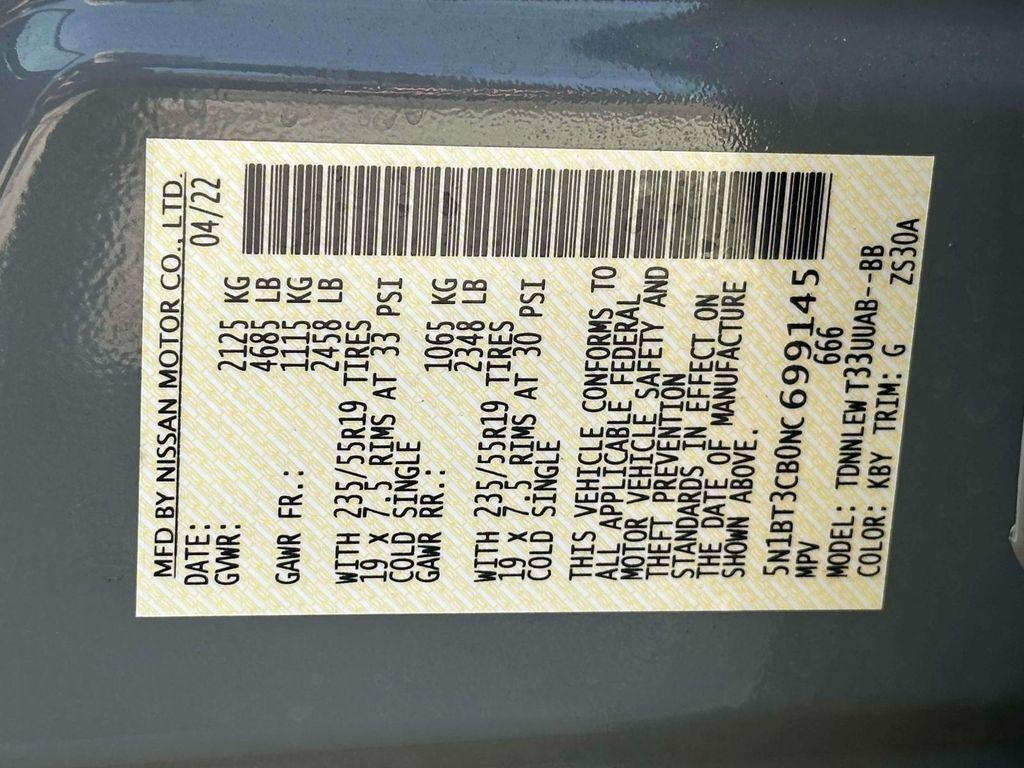 MFD BY NISSAN MOTOR CO., LTD.
DATE: 04/22
GVWR: 2125 KG
4685 LB
GAWR FR.: 1115 KG
2458 LB
WITH 235/55R19 TIRES
19 X 7.5 RIMS AT 33 PSI
COLD SINGLE
GAWR RR.: 1065 KG
2348 LB
WITH 235/55R19 TIRES
19 X 7.5 RIMS AT 30 PSI
COLD SINGLE
THIS VEHICLE CONFORMS TO
ALL APPLICABLE FEDERAL
MOTOR VEHICLE SAFETY AND
THEFT PREVENTION
STANDARDS IN EFFECT ON
THE DATE OF MANUFACTURE
SHOWN ABOVE.
5N1BT3CB0NC699145
MPV 666
MODEL: TDNNLEW T33UUAB--BB
COLOR: KBY TRIM: G ZS30A